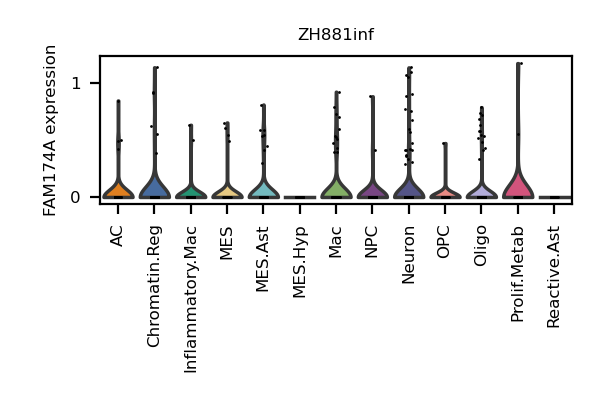 ZH881inf
FAM174A expression
1
0
AC
Chromatin.Reg
Inflammatory.Mac
MES
MES.Ast
MES.Hyp
Mac
NPC
Neuron
OPC
Oligo
Prolif.Metab
Reactive.Ast